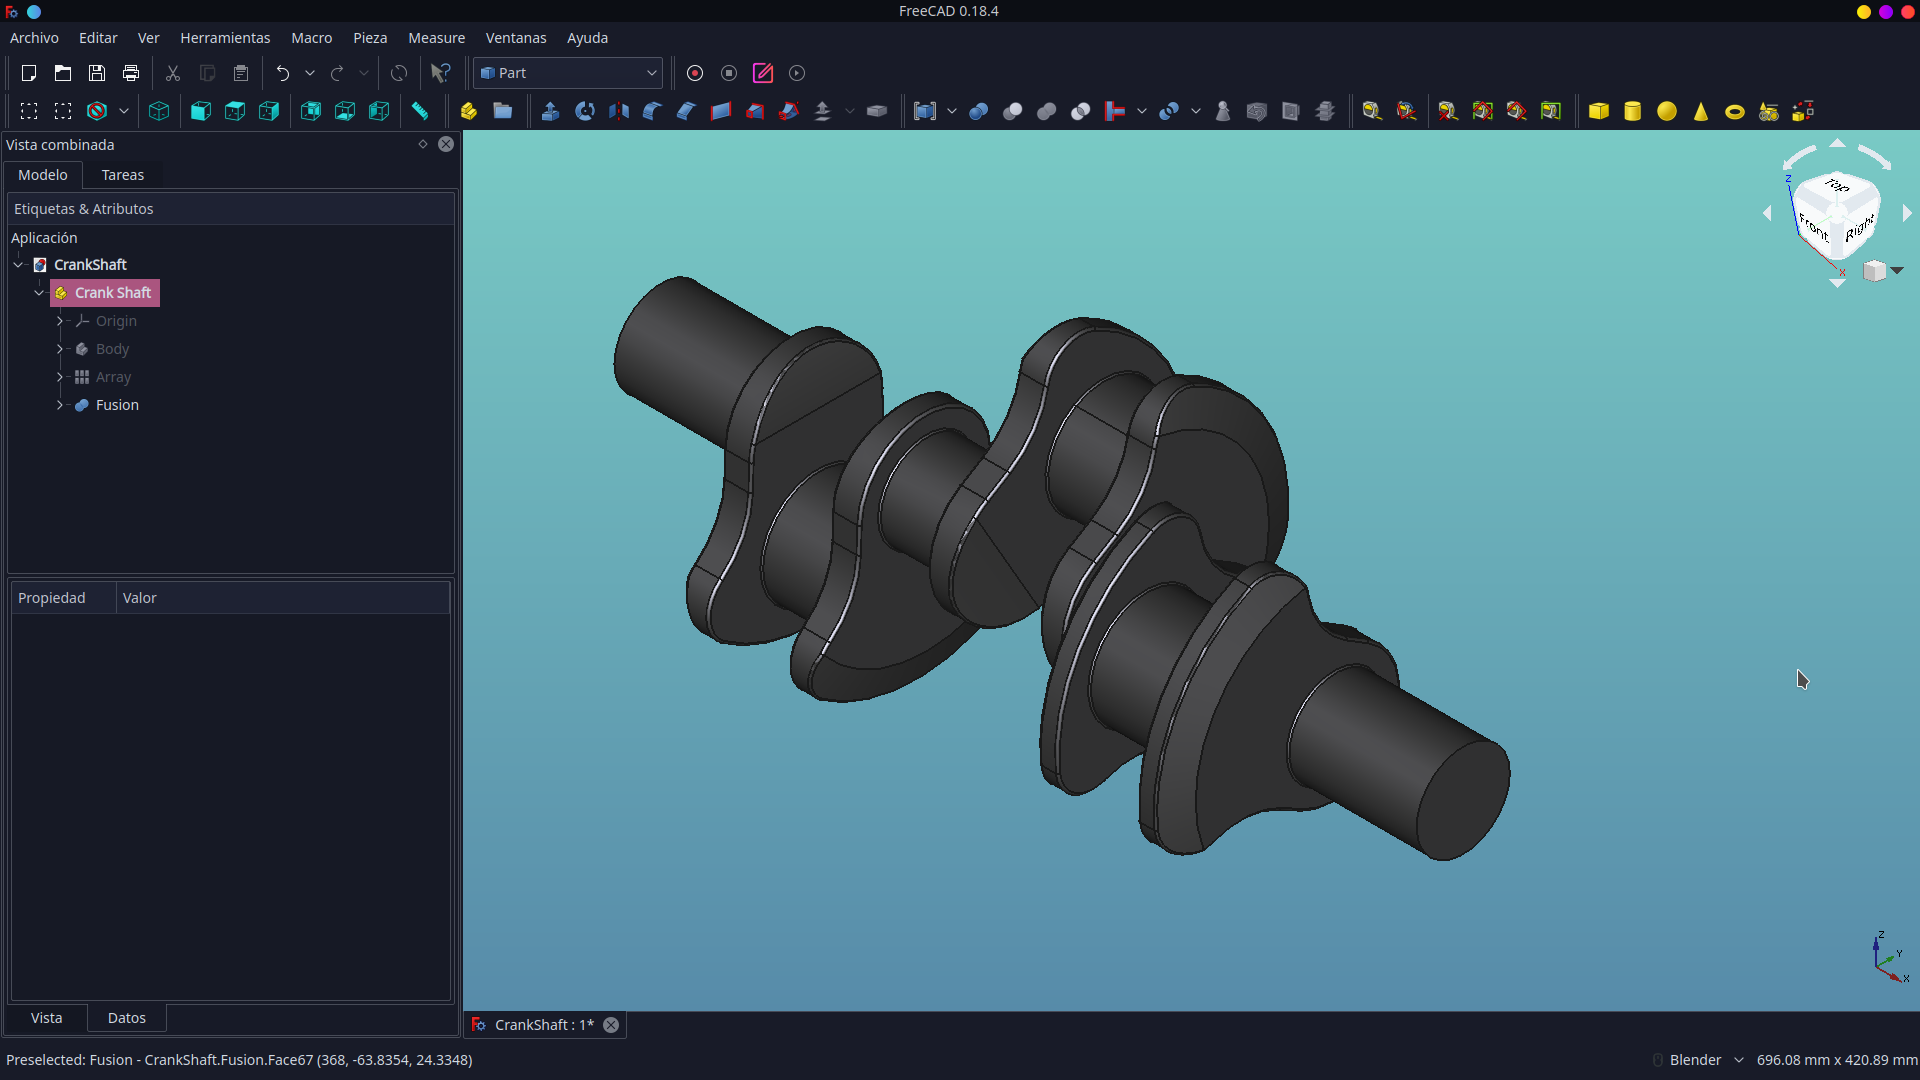 FreeCAD 0.18.4
Archivo Editar Ver Herramientas Macro Pieza Measure Ventanas Ayuda
Part
Vista combinada
Modelo Tareas
Etiquetas & Atributos
Aplicación
CrankShaft
Crank Shaft
Origin
Body
Array
Fusion
Propiedad Valor
Vista Datos
Top
Front Right
Z
X
Z
Y
X
CrankShaft : 1*
Preselected: Fusion - CrankShaft.Fusion.Face67 (368, -63.8354, 24.3348)
Blender 696.08 mm x 420.89 mm